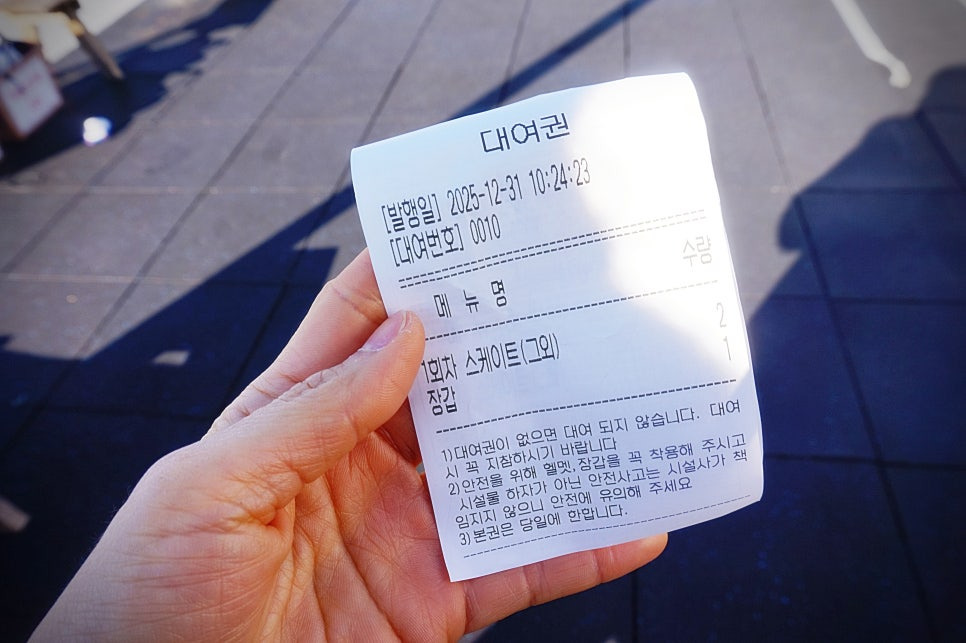 대여권
[발행일] 2025-12-31 10:24:23
[대여번호] 0010
메 뉴 명 수량
1회차 스케이트(그외) 2
장갑 1
1)대여권이 없으면 대여 되지 않습니다. 대여
시 꼭 지참하시기 바랍니다
2)안전을 위해 헬멧,장갑을 꼭 착용해 주시고
시설물 하자가 아닌 안전사고는 시설사가 책
임지지 않으니 안전에 유의해 주세요
3)본권은 당일에 한합니다.